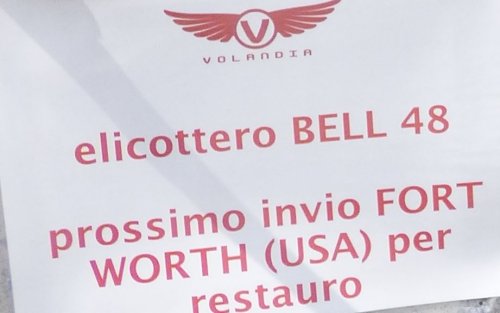 V
VOLANDIA
elicottero BELL 48
prossimo invio FORT
WORTH (USA) per
restauro